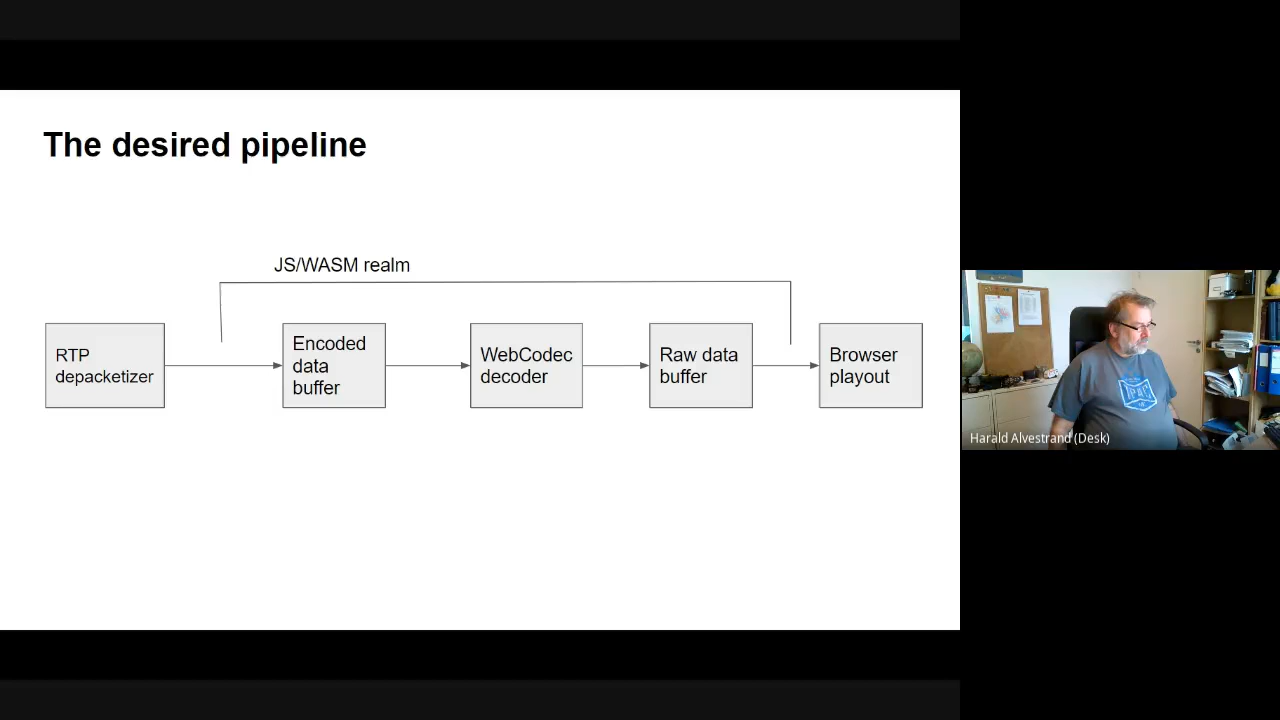 The desired pipeline
JS/WASM realm
RTP
depacketizer
Encoded
data
buffer
WebCodec
decoder
Raw data
buffer
Browser
playout
Harald Alvestrand (Desk)